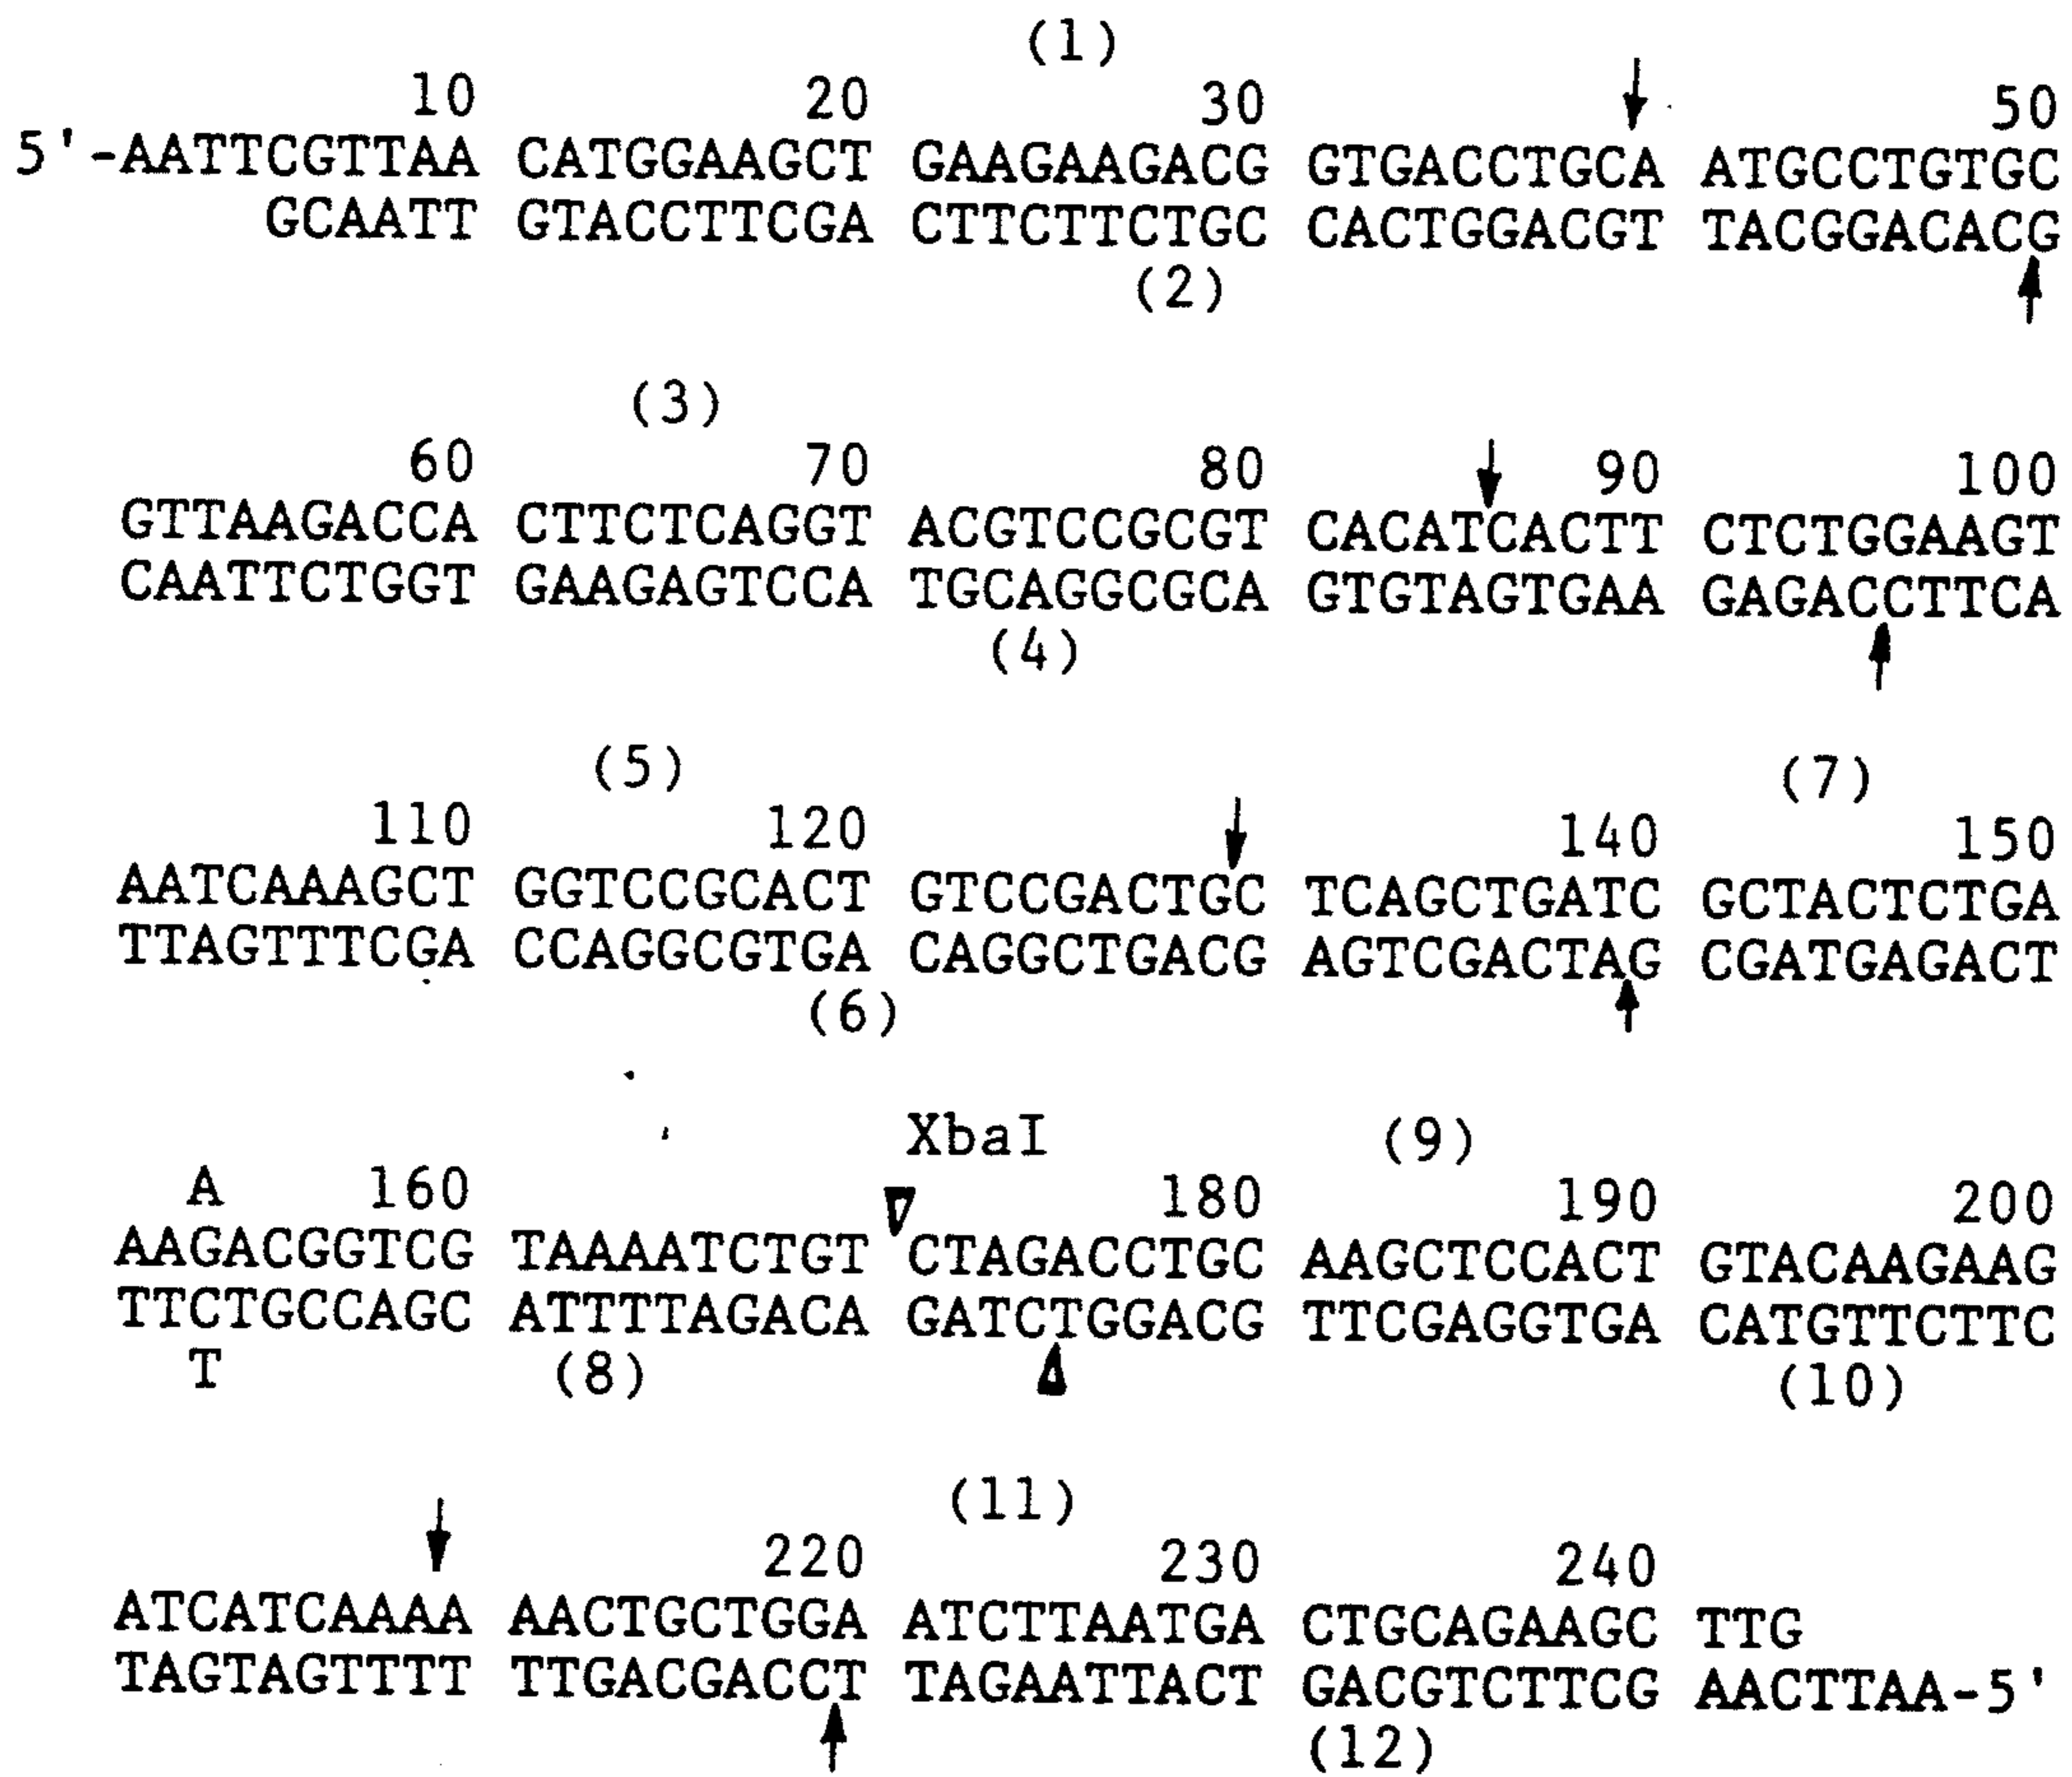 (1)
10 20 30 50
5'-AATTCGTTAA CATGGAAGCT GAAGAAGACG GTGACCTGCA ATGCCTGTGC
GCAATT GTACCTTCGA CTTCTTCTGC CACTGGACGT TACGGACACG
(2)
(3)
60 70 80 90 100
GTTAAGACCA CTTCTCAGGT ACGTCCGCGT CACATCACTT CTCTGGAAGT
CAATTCTGGT GAAGAGTCCA TGCAGGCGCA GTGTAGTGAA GAGACCTTCA
(4)
(5) (7)
110 120 140 150
AATCAAAGCT GGTCCGCACT GTCCGACTGC TCAGCTGATC GCTACTCTGA
TTAGTTTCGA CCAGGCGTGA CAGGCTGACG AGTCGACTAG CGATGAGACT
(6)
XbaI (9)
A 160 180 190 200
AAGACGGTCG TAAAATCTGT CTAGACCTGC AAGCTCCACT GTACAAGAAG
TTCTGCCAGC ATTTTAGACA GATCTGGACG TTCGAGGTGA CATGTTCTTC
T (8) (10)
(11)
220 230 240
ATCATCAAAA AACTGCTGGA ATCTTAATGA CTGCAGAAGC TTG
TAGTAGTTTT TTGACGACCT TAGAATTACT GACGTCTTCG AACTTAA-5'
(12)